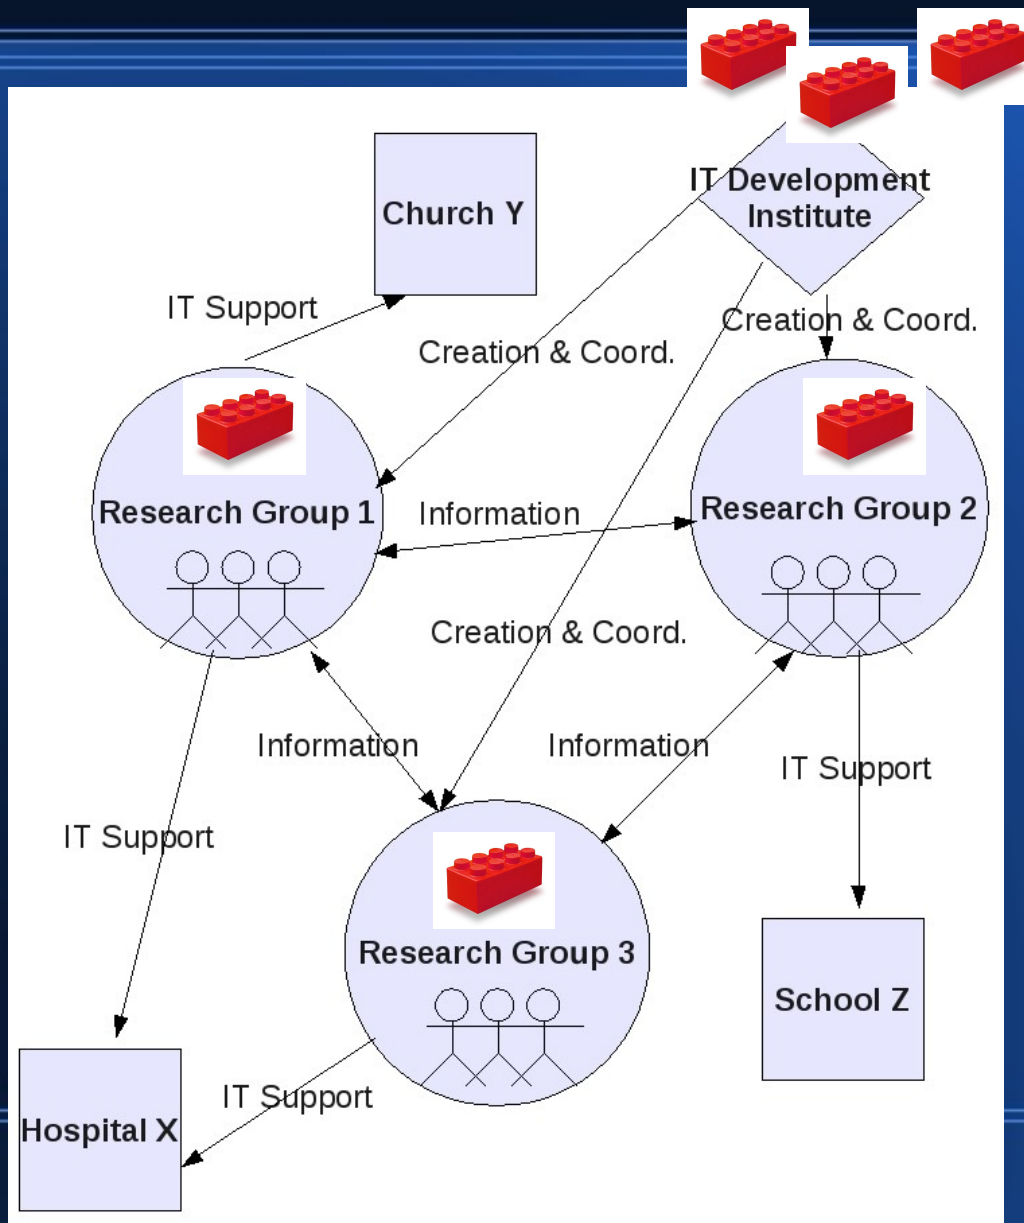 IT Development
Institute
Church Y
IT Support
Creation & Coord.
Creation & Coord.
Research Group 1
Information
Research Group 2
Creation & Coord.
Information
Information
IT Support
IT Support
Research Group 3
School Z
IT Support
Hospital X